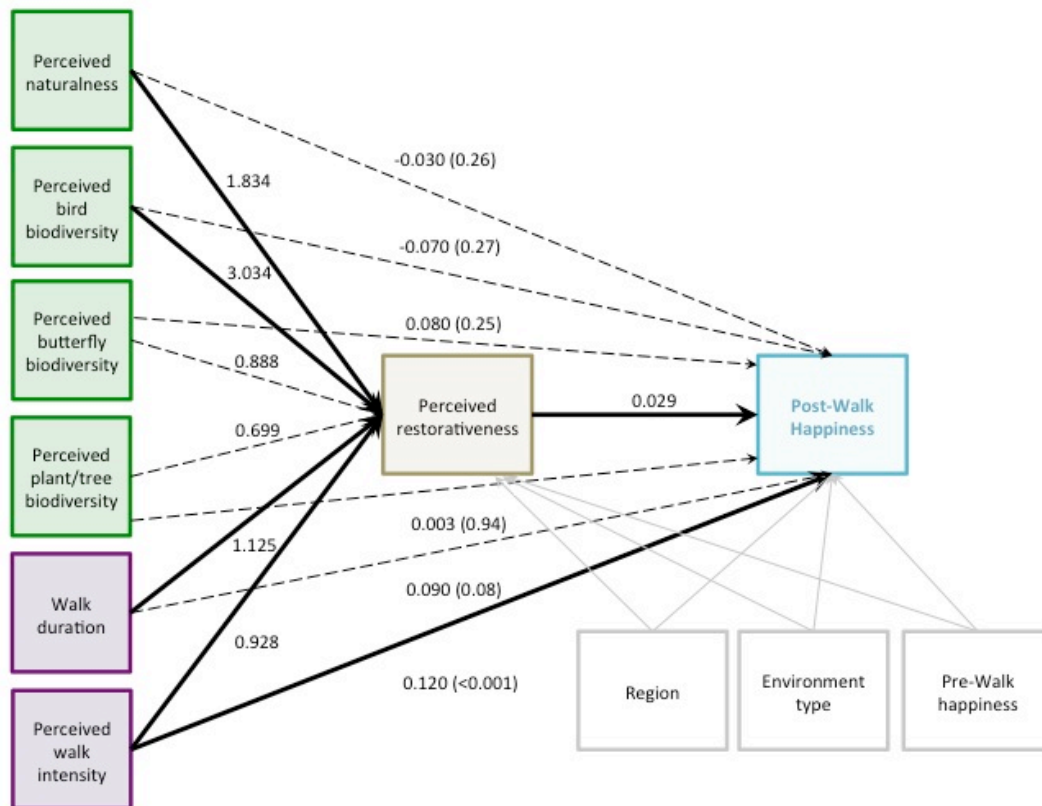 Perceived
naturalness
-0.030 (0.26)
1.834
Perceived
bird
biodiversity
-0.070 (0.27)
3.034
Perceived
butterfly
biodiversity
0.080 (0.25)
0.888
Perceived
restorativeness
0.029
Post-Walk
Happiness
0.699
Perceived
plant/tree
biodiversity
0.003 (0.94)
1.125
Walk
duration
0.090 (0.08)
0.928
0.120 (<0.001)
Perceived
walk
intensity
Region
Environment
type
Pre-Walk
happiness